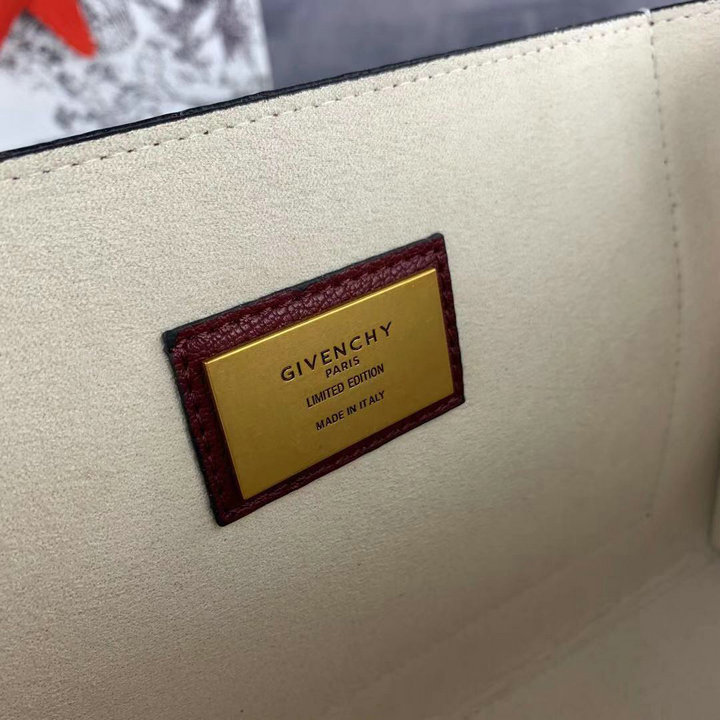 GIVENCHY
PARIS
LIMITED EDITION
MADE IN ITALY